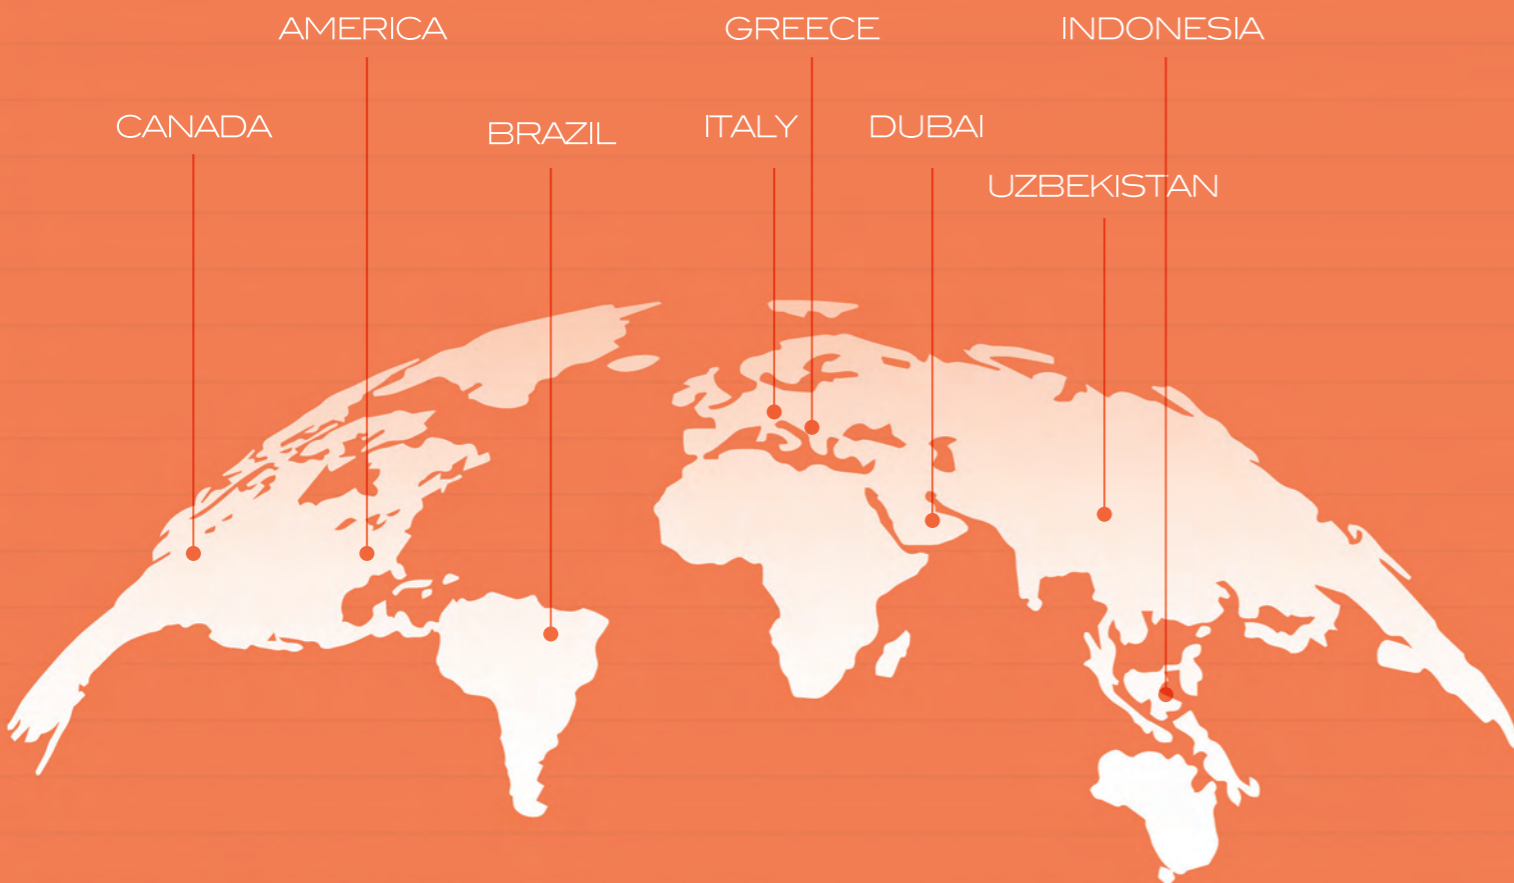 AMERICA
GREECE
INDONESIA
CANADA
BRAZIL
ITALY
DUBAI
UZBEKISTAN